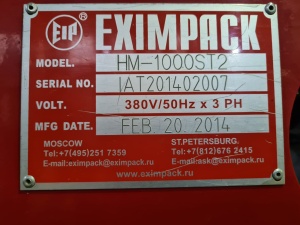 EIP EXIMPACK
MODEL. HM-1000ST2
SERIAL NO. IAT201402007
VOLT. 380V/50Hz x 3 PH
MFG DATE. FEB 20 2014
MOSCOW ST.PETERSBURG.
Tel:+7(495)251 7359 Tel:+7(812)676 2415
E-mail:eximpack@eximpack.ru E-mail:ask@eximpack.ru
www.eximpack.ru